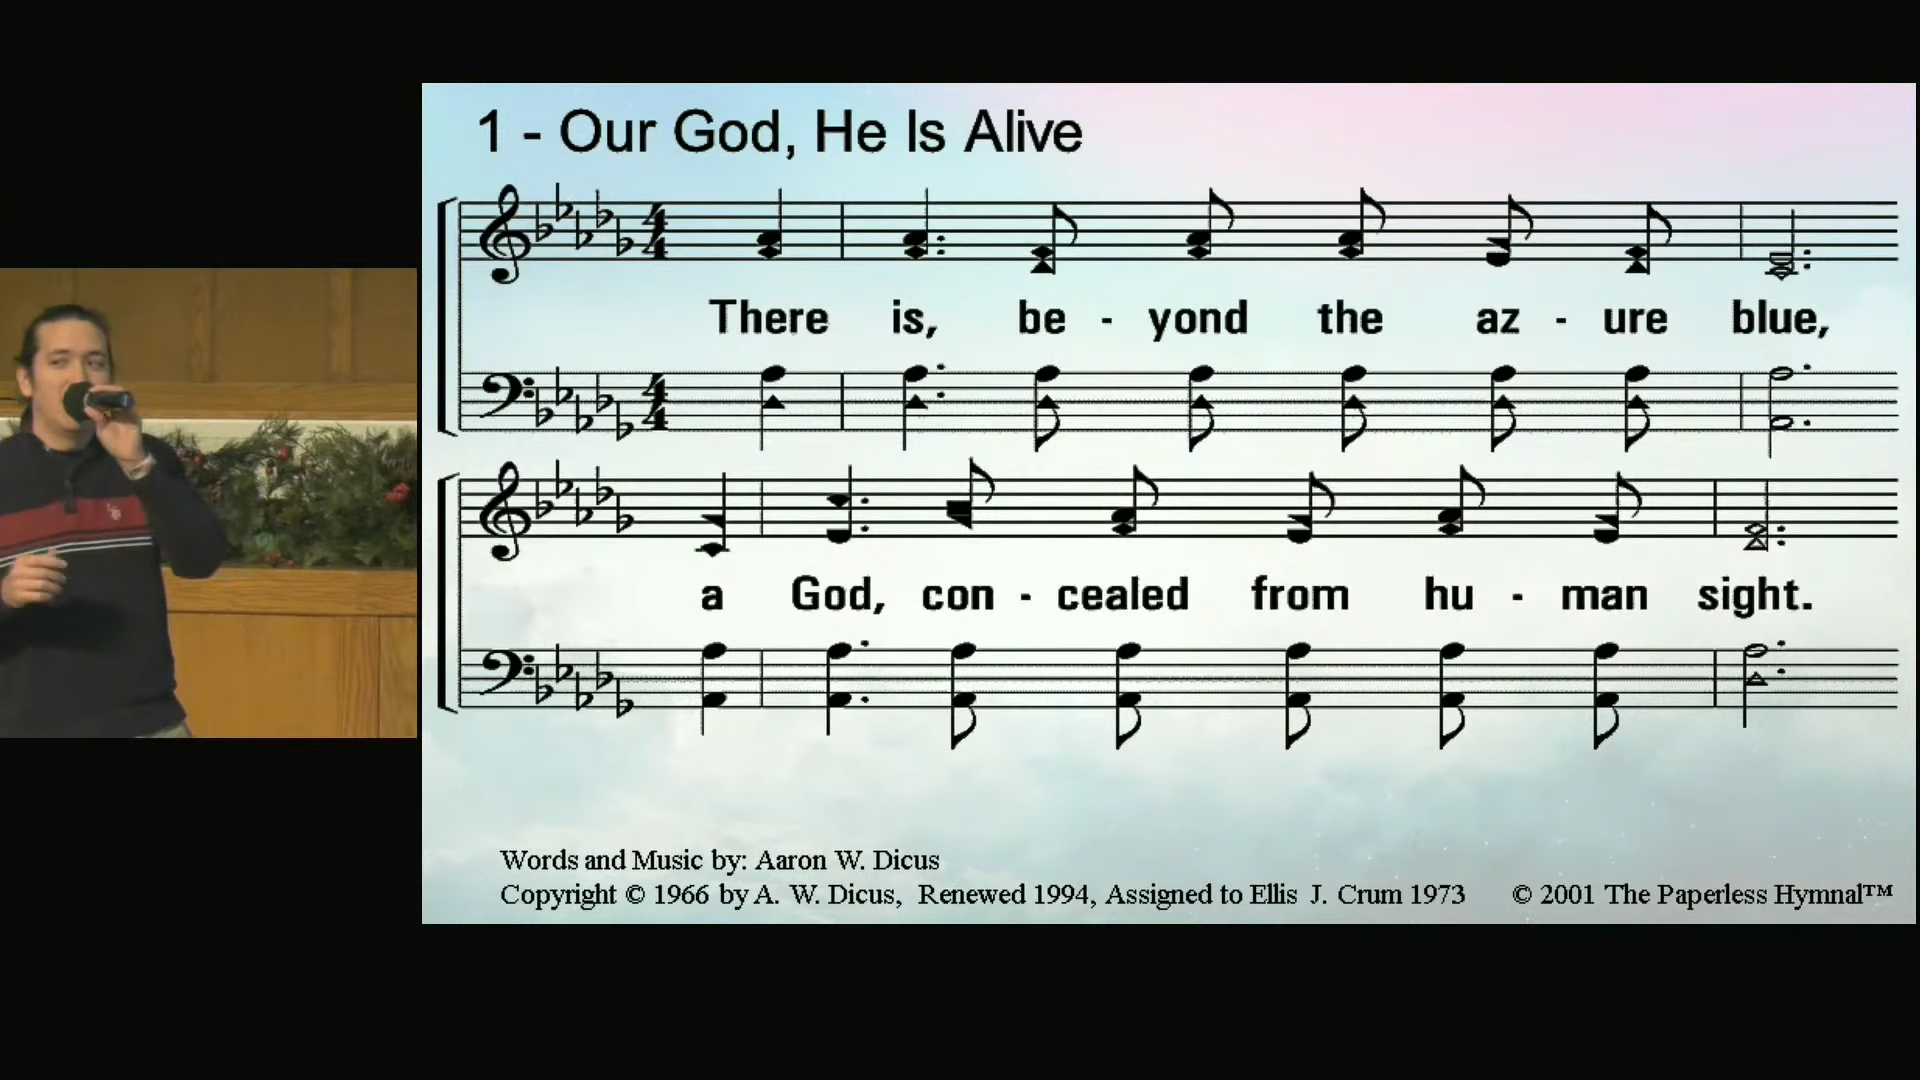 1 - Our God, He Is Alive
There is, be - yond the az - ure blue,
a God, con - cealed from hu - man sight.
Words and Music by: Aaron W. Dicus
Copyright © 1966 by A. W. Dicus, Renewed 1994, Assigned to Ellis J. Crum 1973 © 2001 The Paperless Hymnal™